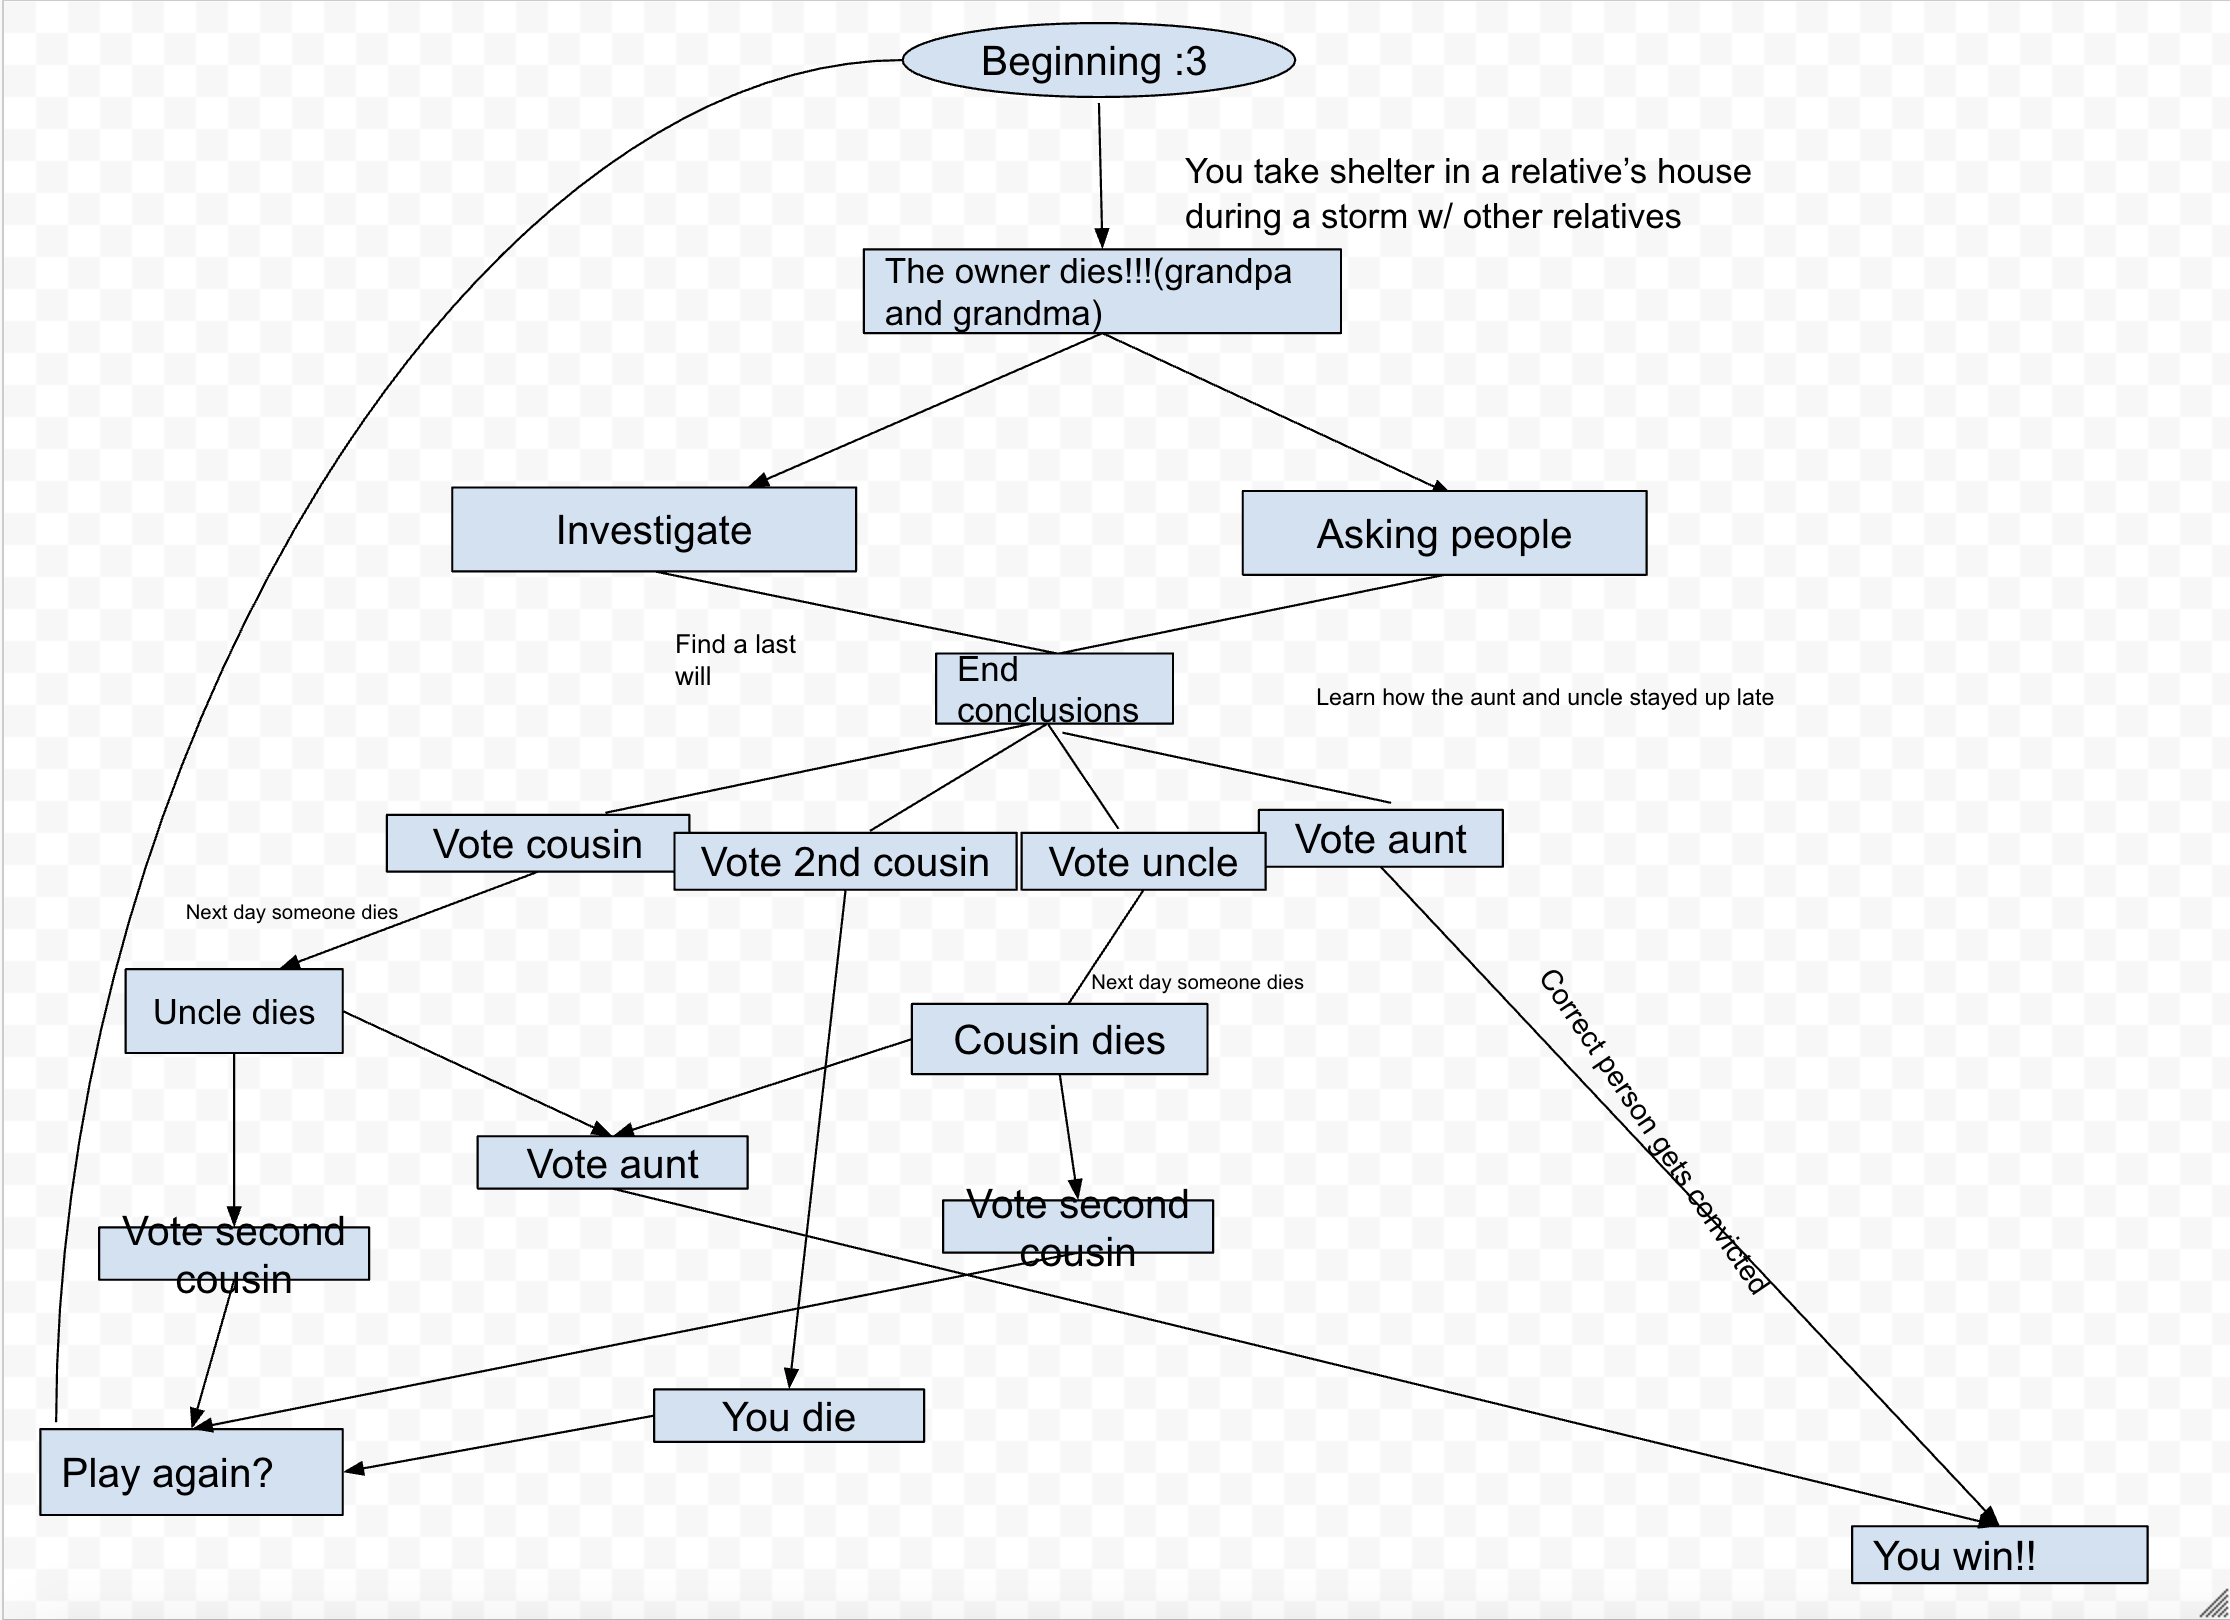 Beginning :3
You take shelter in a relative’s house
during a storm w/ other relatives
The owner dies!!!(grandpa
and grandma)
Investigate
Asking people
Find a last
will
End
conclusions
Learn how the aunt and uncle stayed up late
Vote cousin
Vote 2nd cousin
Vote uncle
Vote aunt
Next day someone dies
Next day someone dies
Correct person gets convicted
Uncle dies
Cousin dies
Vote aunt
Vote second
cousin
Vote second
cousin
You die
Play again?
You win!!